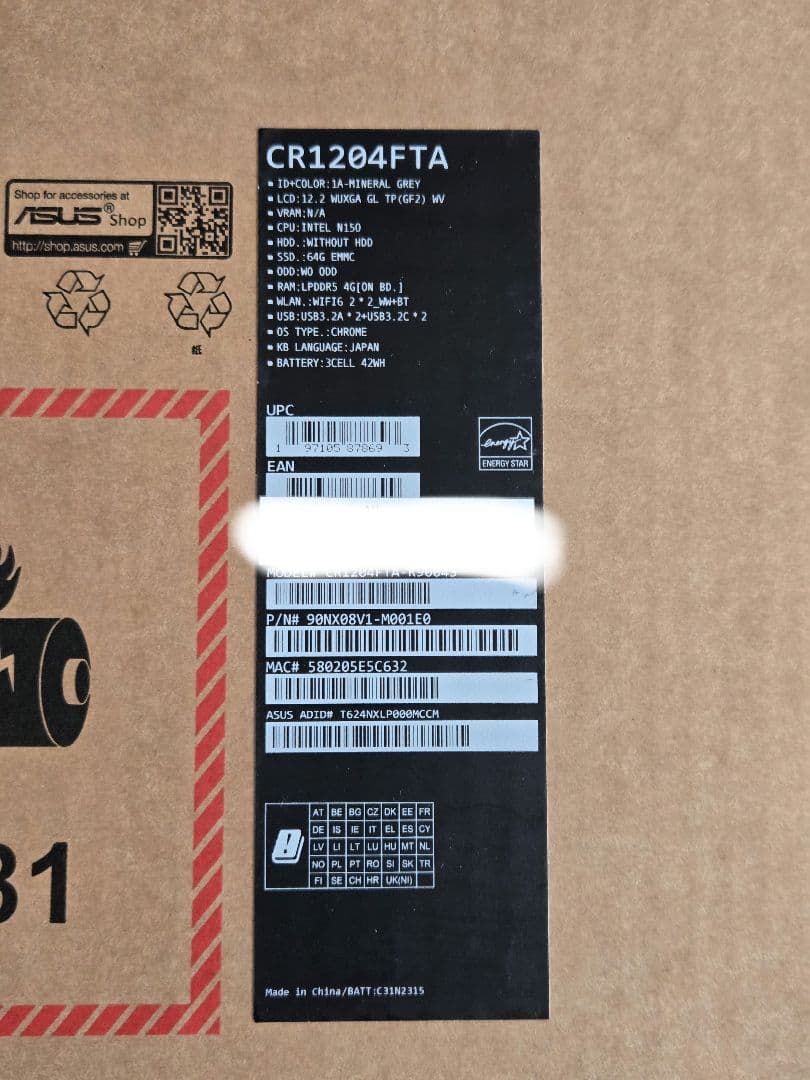 Shop for accessories at
ASUS® Shop
http://shop.asus.com
CR1204FTA
ID+COLOR:1A-MINERAL GREY
LCD:12.2 WUXGA GL TP(GF2) WV
VRAM:N/A
CPU:INTEL N150
HDD.:WITHOUT HDD
SSD.:64G EMMC
ODD:WO ODD
RAM:LPDDR5 4G[ON BD.]
WLAN.:WIFI6 2*2_WW+BT
USB:USB3.2A*2+USB3.2C*2
OS TYPE.:CHROME
KB LANGUAGE:JAPAN
BATTERY:3CELL 42WH
UPC
1 97105 87869 3
energy
ENERGY STAR
EAN
MODEL# CR1204FTA-R90045
P/N# 90NX08V1-M001E0
MAC# 580205E5C632
ASUS ADID# T624NXLP000MCCM
AT BE BG CZ DK EE FR
DE IS IE IT EL ES CY
LV LI LT LU HU MT NL
NO PL PT RO SI SK TR
FI SE CH HR UK(NI)
31
Made in China/BATT:C31N2315